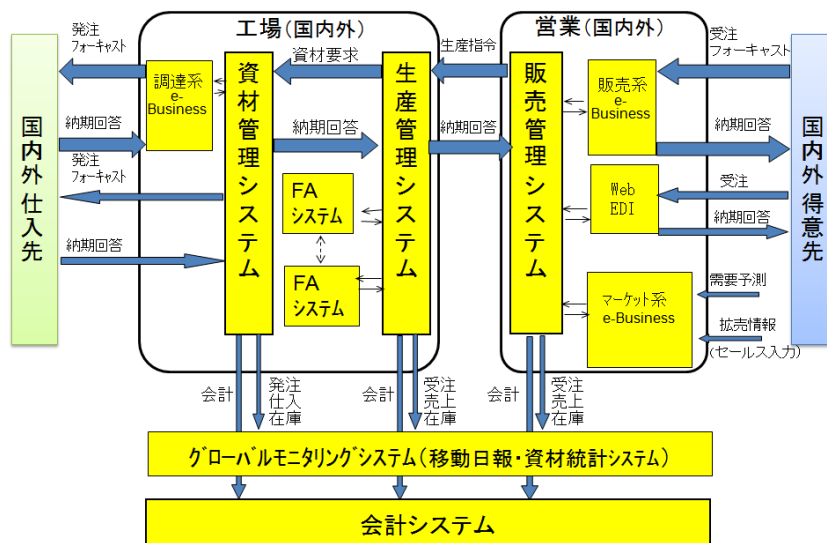 工場(国内外)
営業(国内外)
発注
フォーキャスト
資材要求
生産指令
受注
フォーキャスト
調達系
e-
Business
資材管理システム
生産管理システム
販売管理システム
販売系
e-
Business
国内外仕入先
国内外得意先
納期回答
納期回答
納期回答
納期回答
発注
フォーキャスト
FA
システム
Web
EDI
受注
納期回答
納期回答
FA
システム
マーケット系
e-Business
需要予測
拡売情報
(セールス入力)
会計
発注
仕入
在庫
会計
受注
売上
在庫
会計
受注
売上
在庫
グローバルモニタリングシステム(移動日報・資材統計システム)
会計システム